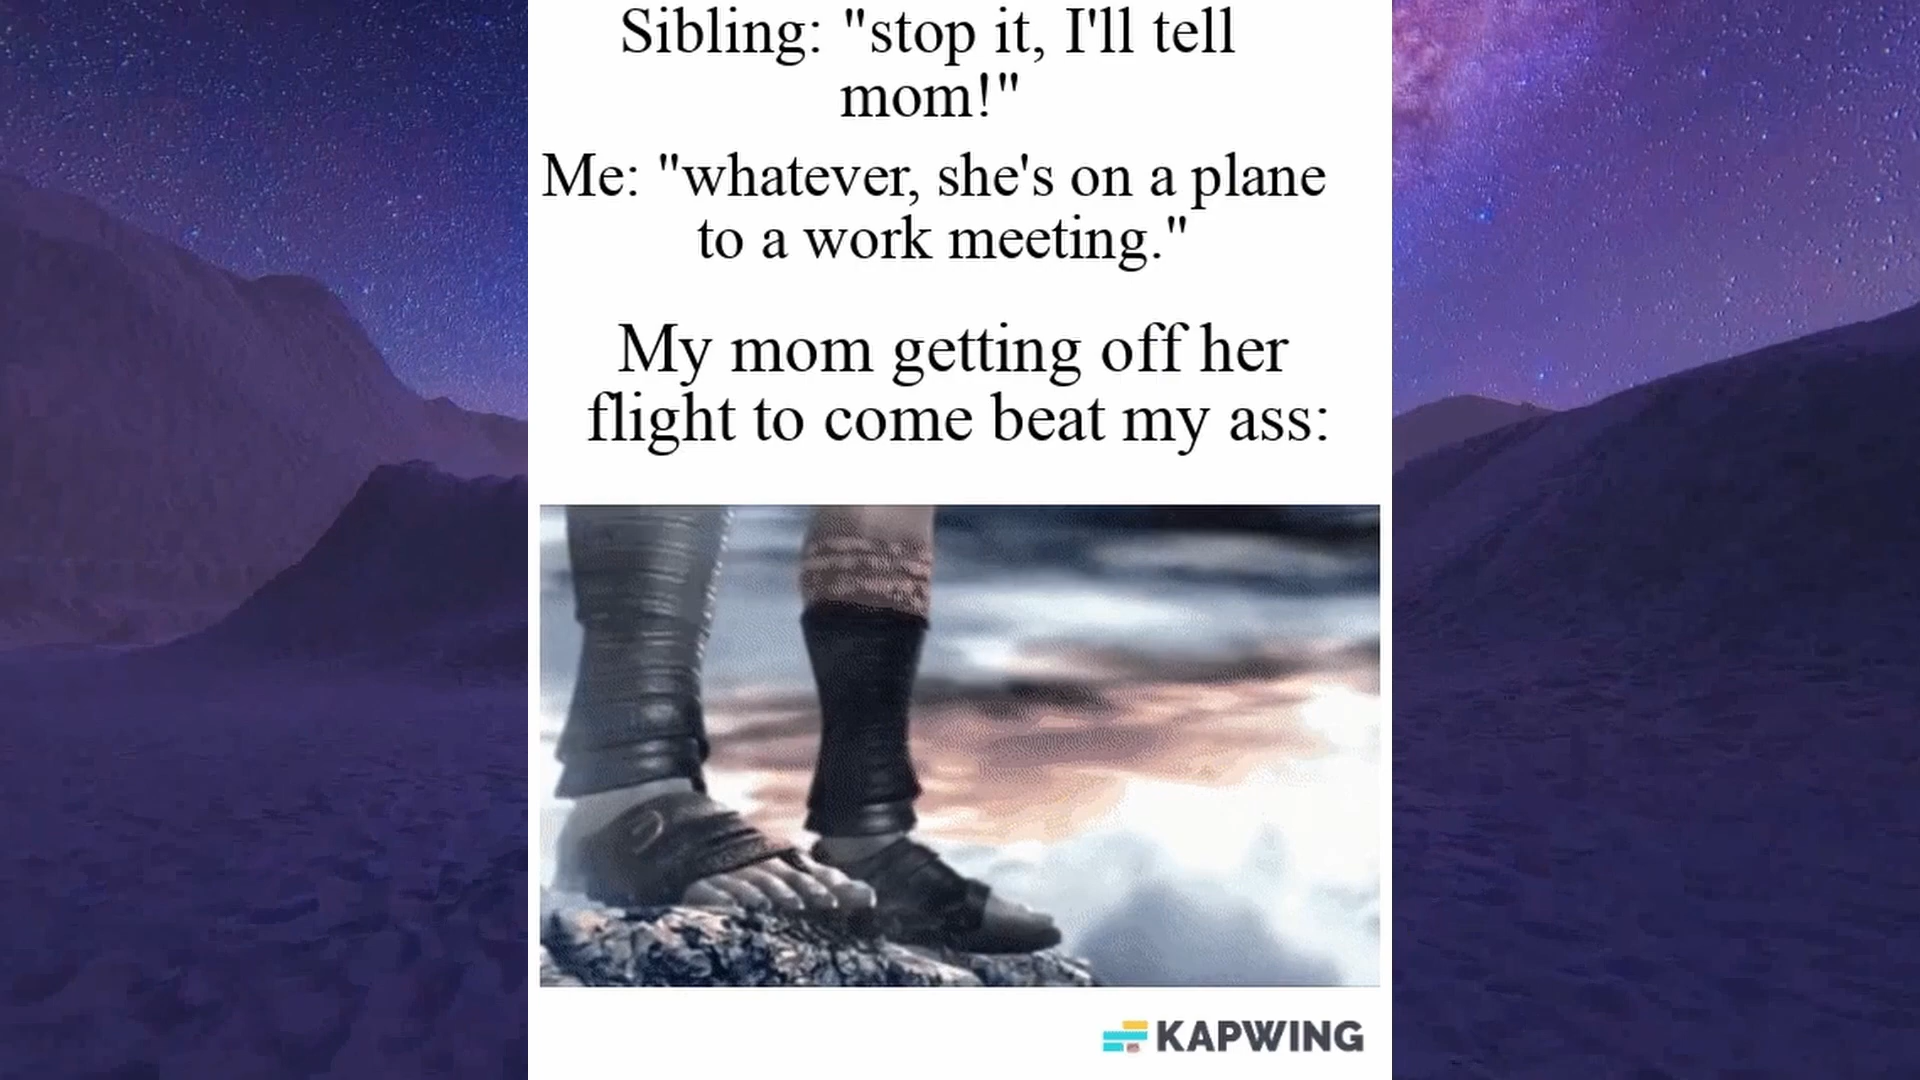 Sibling: "stop it, I'll tell
mom!"
Me: "whatever, she's on a plane
to a work meeting."
My mom getting off her
flight to come beat my ass:
KAPWING